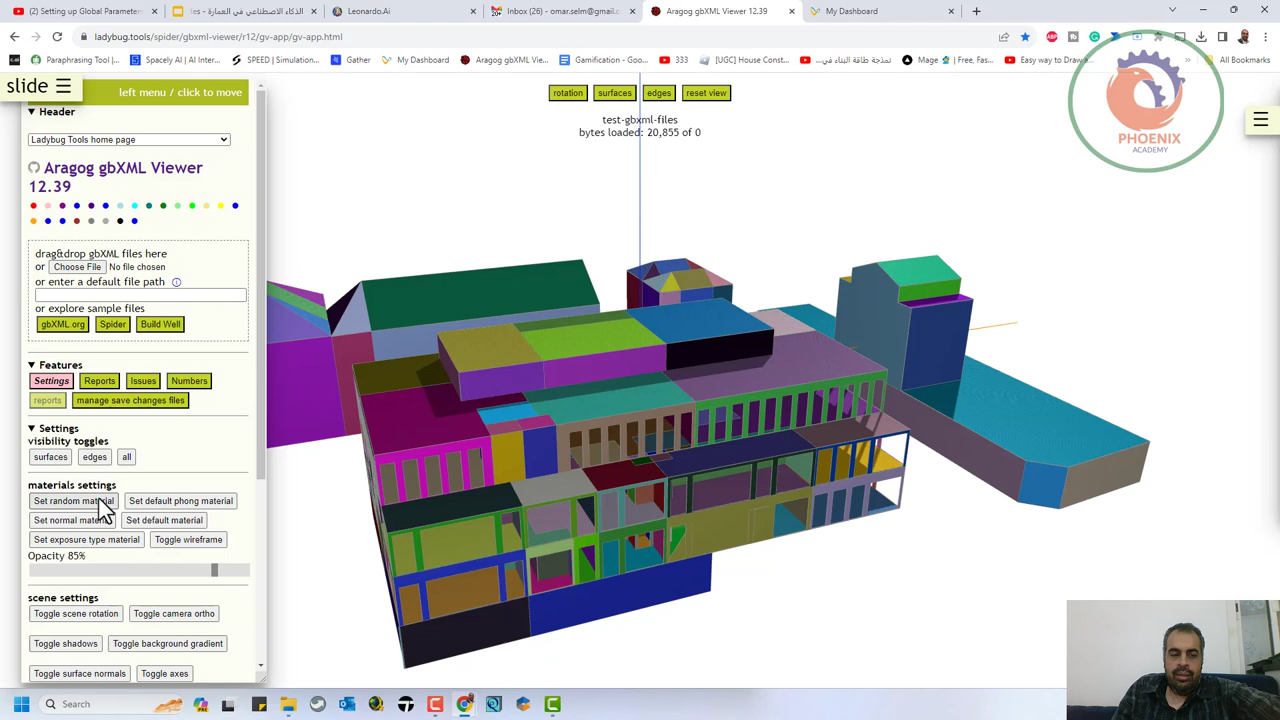 (2) Setting up Global Parameters
الذكاء الاصطناعي في العمارة - tes
Leonardo.Ai
Inbox (26) - omar.selm@gmail.c
Aragog gbXML Viewer 12.39
My Dashboard
ladybug.tools/spider/gbxml-viewer/r12/gv-app/gv-app.html
Paraphrasing Tool |
Spacely AI | AI Inter...
SPEED | Simulation...
Gather
My Dashboard
Aragog gbXML Vie...
Gamification - Goo...
333
[UGC] House Const...
نمذجة طاقة البناء في...
Mage | Free, Fas...
Easy way to Draw a...
All Bookmarks
slide ☰
left menu / click to move
Header
Ladybug Tools home page
Aragog gbXML Viewer
12.39
drag&drop gbXML files here
or Choose File No file chosen
or enter a default file path
or explore sample files
gbXML.org Spider Build Well
Features
Settings Reports Issues Numbers
reports manage save changes files
Settings
visibility toggles
surfaces edges all
materials settings
Set random material Set default phong material
Set normal mate Set default material
Set exposure type material Toggle wireframe
Opacity 85%
scene settings
Toggle scene rotation Toggle camera ortho
Toggle shadows Toggle background gradient
Toggle surface normals Toggle axes
rotation surfaces edges reset view
test-gbxml-files
bytes loaded: 20,855 of 0
PHOENIX
ACADEMY
Search